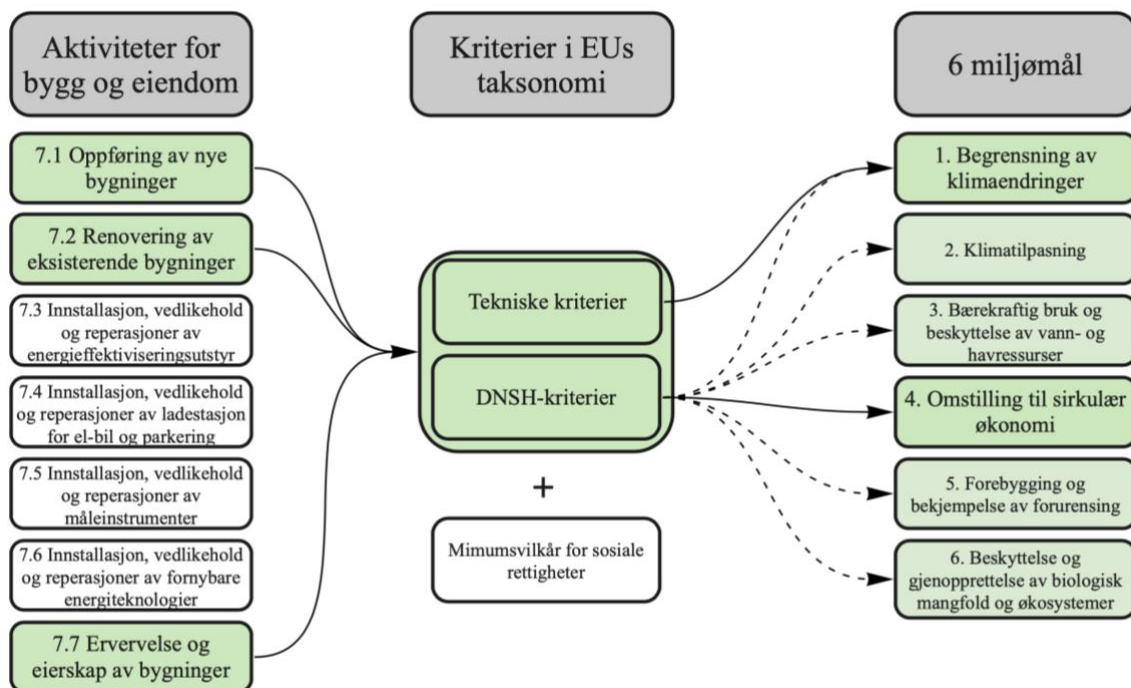 Aktiviteter for
bygg og eiendom
7.1 Oppføring av nye
bygninger
7.2 Renovering av
eksisterende bygninger
7.3 Innstallasjon, vedlikehold
og reperasjoner av
energieffektiviseringsutstyr
7.4 Innstallasjon, vedlikehold
og reperasjoner av ladestasjon
for el-bil og parkering
7.5 Innstallasjon, vedlikehold
og reperasjoner av
måleinstrumenter
7.6 Innstallasjon, vedlikehold
og reperasjoner av fornybare
energiteknologier
7.7 Ervervelse og
eierskap av bygninger
Kriterier i EUs
taksonomi
Tekniske kriterier
DNSH-kriterier
+
Mimumsvilkår for sosiale
rettigheter
6 miljømål
1. Begrensning av
klimaendringer
2. Klimatilpasning
3. Bærekraftig bruk og
beskyttelse av vann- og
havressurser
4. Omstilling til sirkulær
økonomi
5. Forebygging og
bekjempelse av forurensing
6. Beskyttelse og
gjenopprettelse av biologisk
mangfold og økosystemer